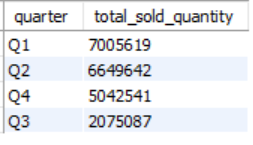 quarter total_sold_quantity
Q1 7005619
Q2 6649642
Q4 5042541
Q3 2075087